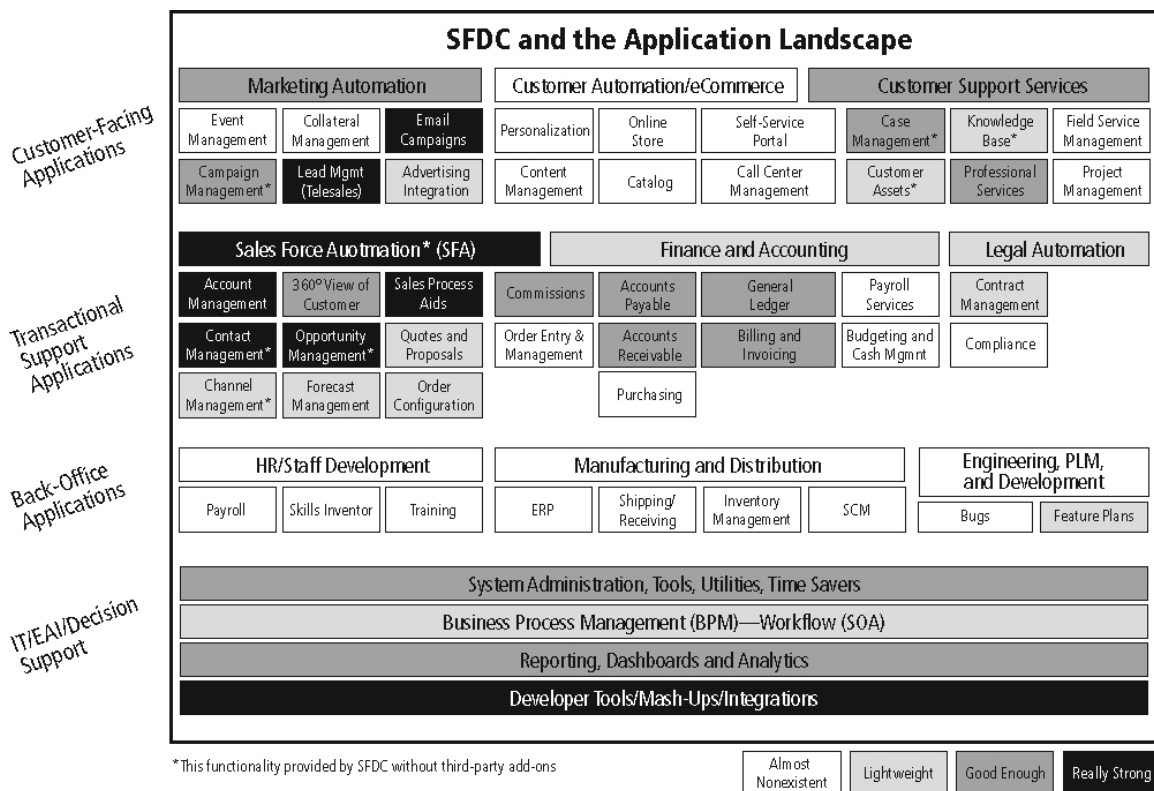 SFDC and the Application Landscape
Customer-Facing
Applications
Marketing Automation
Customer Automation/eCommerce
Customer Support Services
Event
Management
Collateral
Management
Email
Campaigns
Personalization
Online
Store
Self-Service
Portal
Case
Management*
Knowledge
Base*
Field Service
Management
Campaign
Management*
Lead Mgmt
(Telesales)
Advertising
Integration
Content
Management
Catalog
Call Center
Management
Customer
Assets*
Professional
Services
Project
Management
Transactional
Support
Applications
Sales Force Auotmation* (SFA)
Finance and Accounting
Legal Automation
Account
Management
360º View of
Customer
Sales Process
Aids
Commissions
Accounts
Payable
General
Ledger
Payroll
Services
Contract
Management
Contact
Management*
Opportunity
Management*
Quotes and
Proposals
Order Entry &
Management
Accounts
Receivable
Billing and
Invoicing
Budgeting and
Cash Mgmnt
Compliance
Channel
Management*
Forecast
Management
Order
Configuration
Purchasing
Back-Office
Applications
HR/Staff Development
Manufacturing and Distribution
Engineering, PLM,
and Development
Payroll
Skills Inventor
Training
ERP
Shipping/
Receiving
Inventory
Management
SCM
Bugs
Feature Plans
IT/EAI/Decision
Support
System Administration, Tools, Utilities, Time Savers
Business Process Management (BPM)—Workflow (SOA)
Reporting, Dashboards and Analytics
Developer Tools/Mash-Ups/Integrations
*This functionality provided by SFDC without third-party add-ons
Almost
Nonexistent
Lightweight
Good Enough
Really Strong